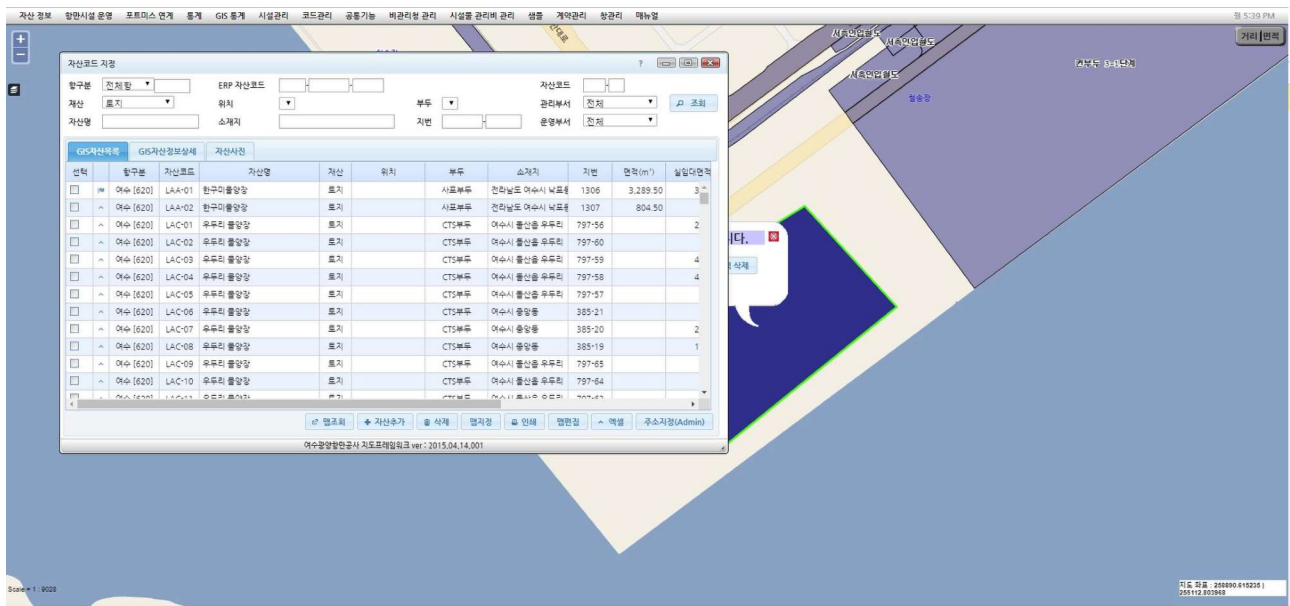 자산 정보 항만시설 운영 포트미스 연계 통계 GIS 통계 시설관리 코드관리 공통기능 비관리청 관리 시설물 관리비 관리 샘플 계약관리 창관리 매뉴얼 월 5:39 PM
거리 면적
서측인입철도
서측인입철도
서측인입철도
철송장
자산코드 지정
항구분 전체항 ERP 자산코드 - - 자산코드 -
재산 토지 위치 부두 관리부서 전체 조회
자산명 소재지 지번 - 운영부서 전체
GIS자산목록 GIS자산정보상세 자산사진
선택 항구분 자산코드 자산명 재산 위치 부두 소재지 지번 면적(m²) 실임대면적
여수 [620] LAA-01 한구미물양장 토지 사포부두 전라남도 여수시 낙포동 1306 3,289.50 3
여수 [620] LAA-02 한구미물양장 토지 사포부두 전라남도 여수시 낙포동 1307 804.50
여수 [620] LAC-01 우두리 물양장 토지 CTS부두 여수시 돌산읍 우두리 797-56 2
여수 [620] LAC-02 우두리 물양장 토지 CTS부두 여수시 돌산읍 우두리 797-60
여수 [620] LAC-03 우두리 물양장 토지 CTS부두 여수시 돌산읍 우두리 797-59 4
여수 [620] LAC-04 우두리 물양장 토지 CTS부두 여수시 돌산읍 우두리 797-58 4
여수 [620] LAC-05 우두리 물양장 토지 CTS부두 여수시 돌산읍 우두리 797-57
여수 [620] LAC-06 우두리 물양장 토지 CTS부두 여수시 중앙동 385-21
여수 [620] LAC-07 우두리 물양장 토지 CTS부두 여수시 중앙동 385-20 2
여수 [620] LAC-08 우두리 물양장 토지 CTS부두 여수시 중앙동 385-19 1
여수 [620] LAC-09 우두리 물양장 토지 CTS부두 여수시 돌산읍 우두리 797-65
여수 [620] LAC-10 우두리 물양장 토지 CTS부두 여수시 돌산읍 우두리 797-64
니다.
삭제
맵조회 자산추가 삭제 맵지정 인쇄 맵편집 엑셀 주소지정(Admin)
여수광양항만공사 지도프레임워크 ver : 2015.04.14.001
Scale = 1 : 9028
지도 좌표 : 258890.615235 |
255112.803968